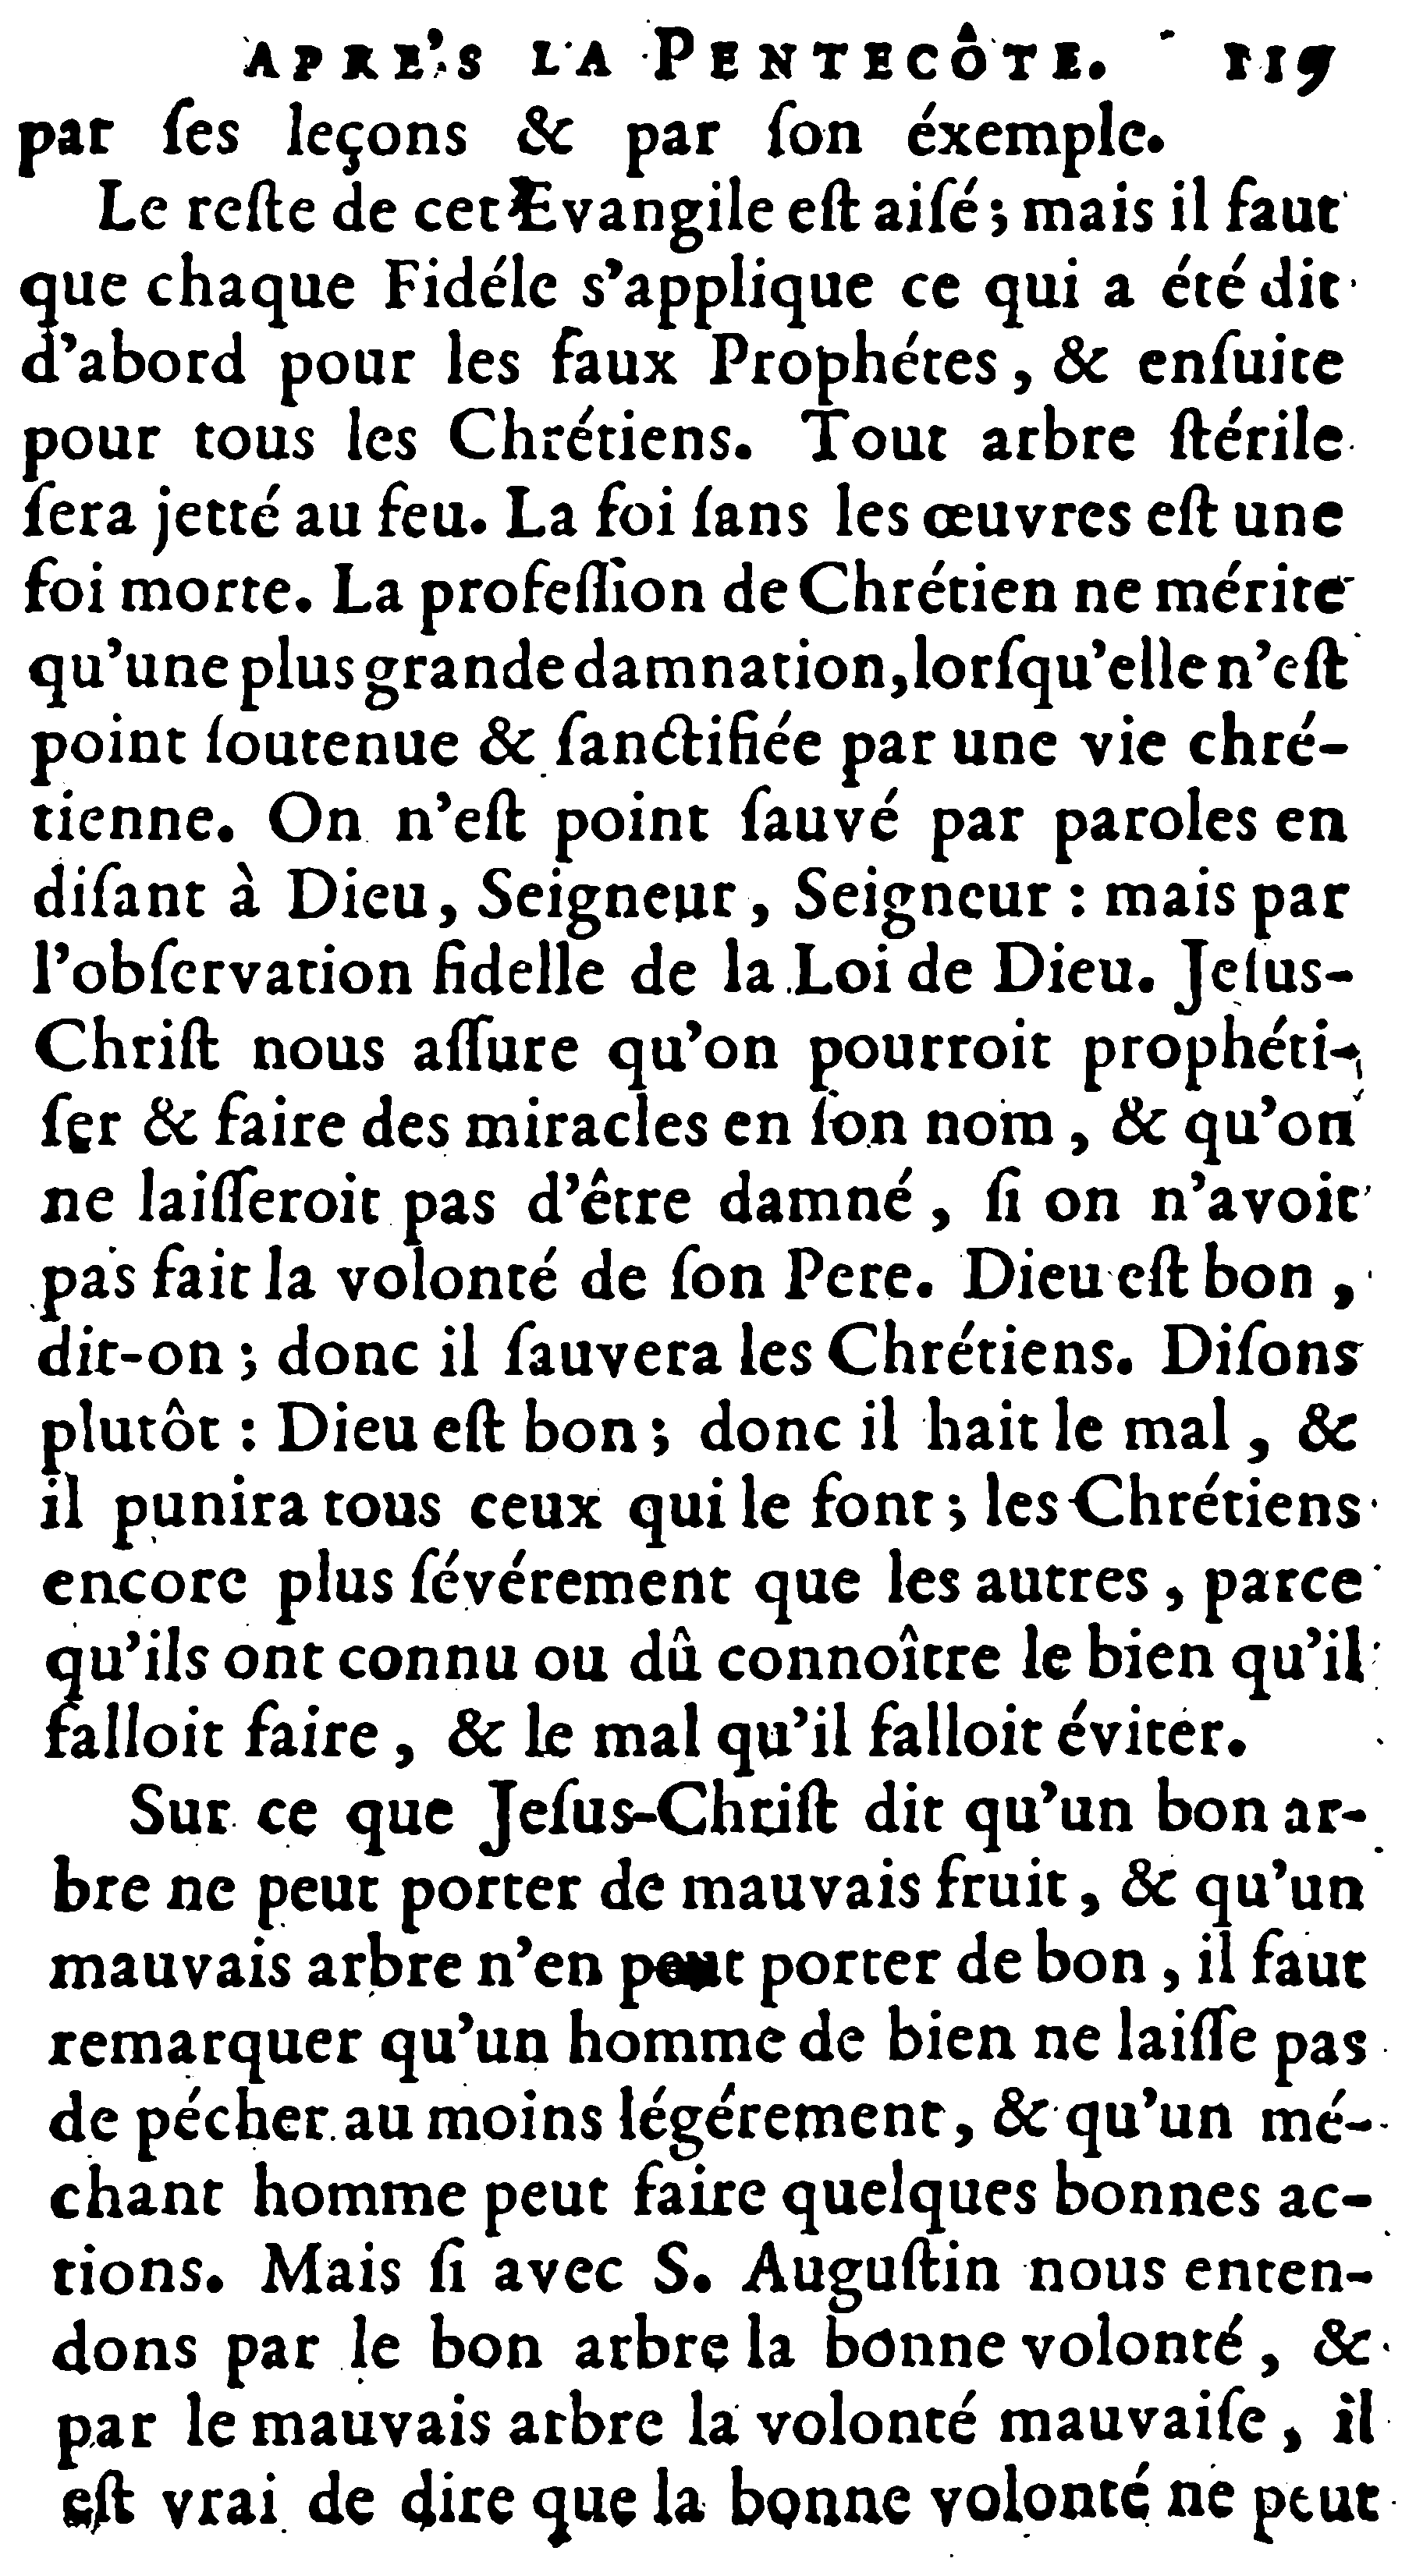 APRE'S LA PENTECÔTE. 119
par ſes leçons & par ſon éxemple.
Le reſte de cet Evangile eſt aiſé ; mais il faut
que chaque Fidéle s'applique ce qui a été dit
d'abord pour les faux Prophétes, & enſuite
pour tous les Chrétiens. Tout arbre ſtérile
ſera jetté au feu. La foi ſans les œuvres eſt une
foi morte. La profeſſion de Chrétien ne mérite
qu'une plus grande damnation, lorſqu'elle n'eſt
point ſoutenue & ſanctifiée par une vie chré-
tienne. On n'eſt point ſauvé par paroles en
diſant à Dieu, Seigneur, Seigneur : mais par
l'obſervation fidelle de la Loi de Dieu. Jeſus-
Chriſt nous aſſure qu'on pourroit prophéti-
ſer & faire des miracles en ſon nom, & qu'on
ne laiſſeroit pas d'être damné, ſi on n'avoit
pas fait la volonté de ſon Pere. Dieu eſt bon,
dit-on ; donc il ſauvera les Chrétiens. Diſons
plutôt : Dieu eſt bon ; donc il hait le mal, &
il punira tous ceux qui le font ; les Chrétiens
encore plus ſévérement que les autres, parce
qu'ils ont connu ou dû connoître le bien qu'il
falloit faire, & le mal qu'il falloit éviter.
Sur ce que Jeſus-Chriſt dit qu'un bon ar-
bre ne peut porter de mauvais fruit, & qu'un
mauvais arbre n'en peut porter de bon, il faut
remarquer qu'un homme de bien ne laiſſe pas
de pécher au moins légérement, & qu'un mé-
chant homme peut faire quelques bonnes ac-
tions. Mais ſi avec S. Auguſtin nous enten-
dons par le bon arbre la bonne volonté, &
par le mauvais arbre la volonté mauvaiſe, il
eſt vrai de dire que la bonne volonté ne peut